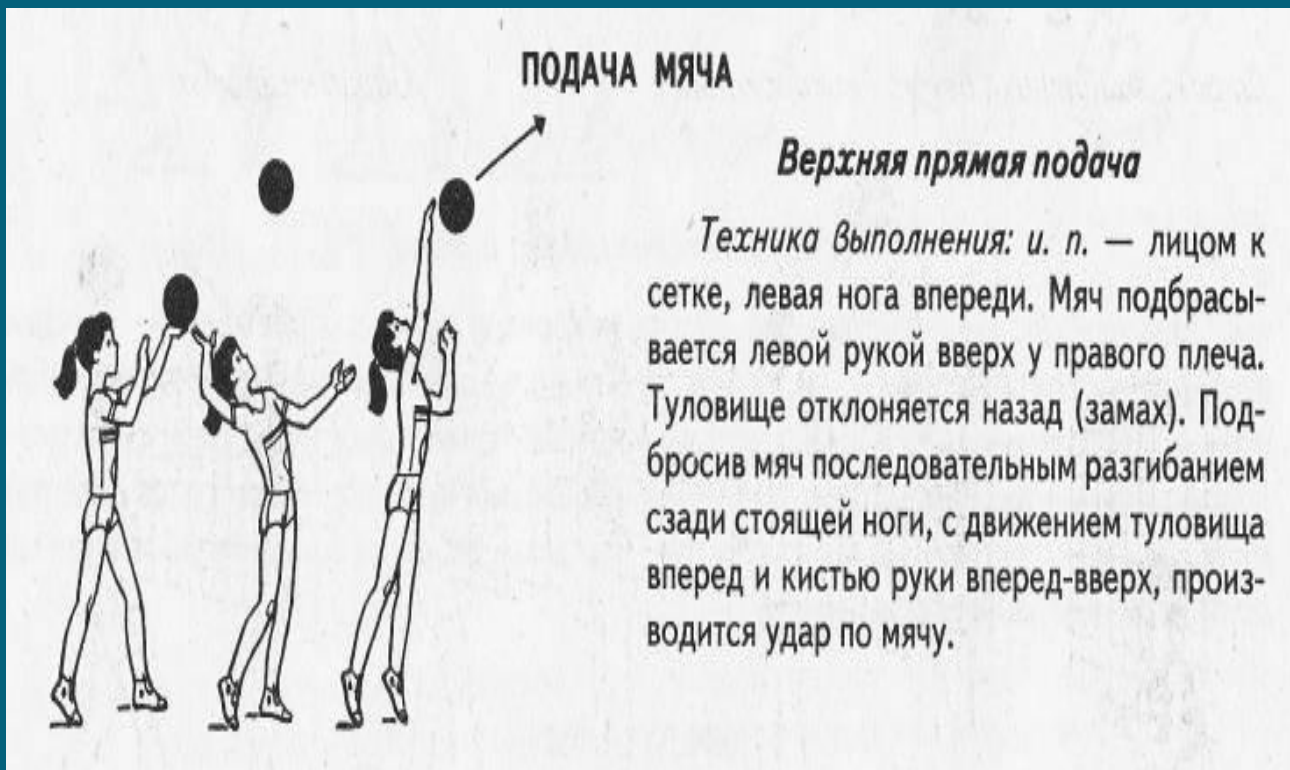 ПОДАЧА МЯЧА
Верхняя прямая подача
Техника выполнения: и. п. — лицом к
сетке, левая нога впереди. Мяч подбрасы-
вается левой рукой вверх у правого плеча.
Туловище отклоняется назад (замах). Под-
бросив мяч последовательным разгибанием
сзади стоящей ноги, с движением туловища
вперед и кистью руки вперед-вверх, произ-
водится удар по мячу.